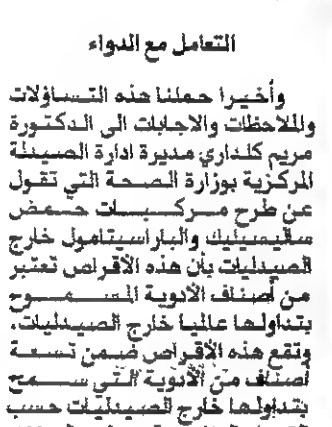 التعامل مع الدواء
وأخيرا حملنا هذه التساؤلات
والملاحظات والاجابات الى الدكتورة
مريم كلداري مديرة ادارة الصيدلة
المركزية بوزارة الصحة التي تقول
عن طرح مركبات حمض
ساليسيليك والباراسيتامول خارج
الصيدليات بأن هذه الأقراص تعتبر
من أصناف الأدوية المسموح
بتداولها عالميا خارج الصيدليات،
وتقع هذه الأقراص ضمن تسعة
أصناف من الأدوية التي سمح
بتداولها خارج الصيدليات حسب